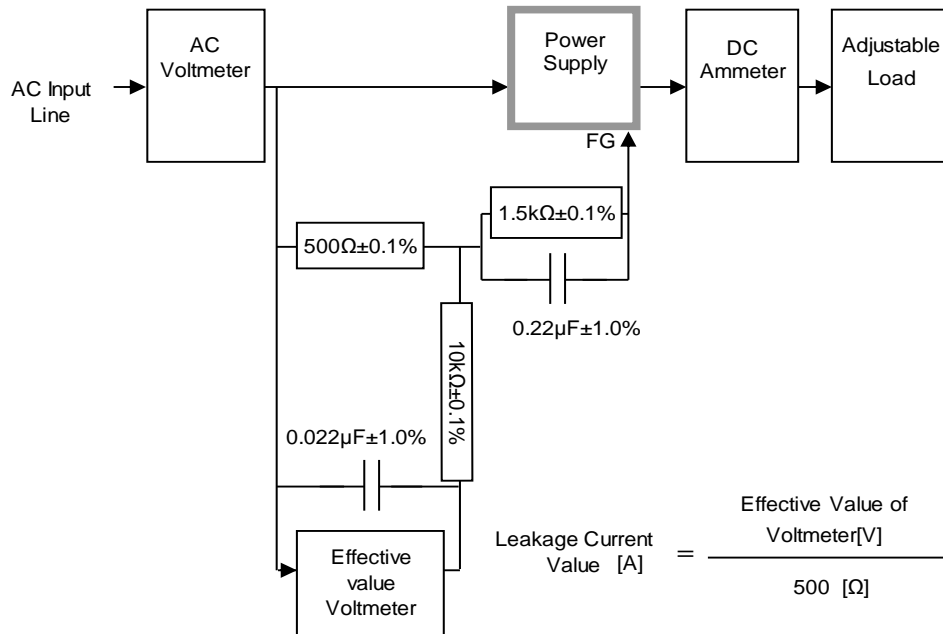 AC
Voltmeter
Power
Supply
DC
Ammeter
Adjustable
Load
AC Input
Line
FG
1.5kΩ±0.1%
500Ω±0.1%
0.22µF±1.0%
10kΩ±0.1%
0.022µF±1.0%
Effective
value
Voltmeter
Leakage Current
Value [A]
=
Effective Value of
Voltmeter[V]
500 [Ω]